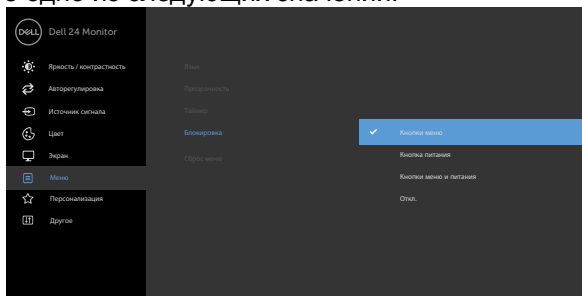 о одно из следующих значений:
DELL Dell 24 Monitor
Яркость / контрастность
Язык
Авторегулировка
Прозрачность
Источник сигнала
Таймер
Цвет
Блокировка
Кнопки меню
Экран
Сброс меню
Кнопка питания
Меню
Кнопки меню и питания
Персонализация
Откл.
Другое